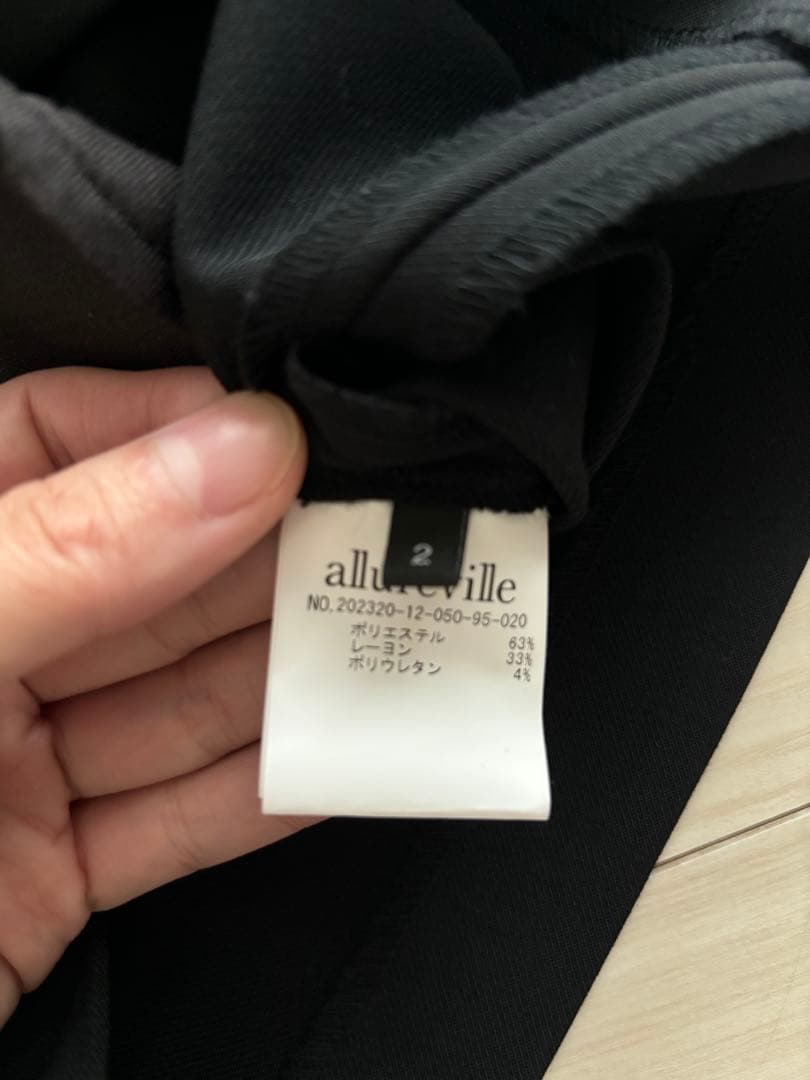 2
allureville
NO.202320-12-050-95-020
ポリエステル 63%
レーヨン 33%
ポリウレタン 4%